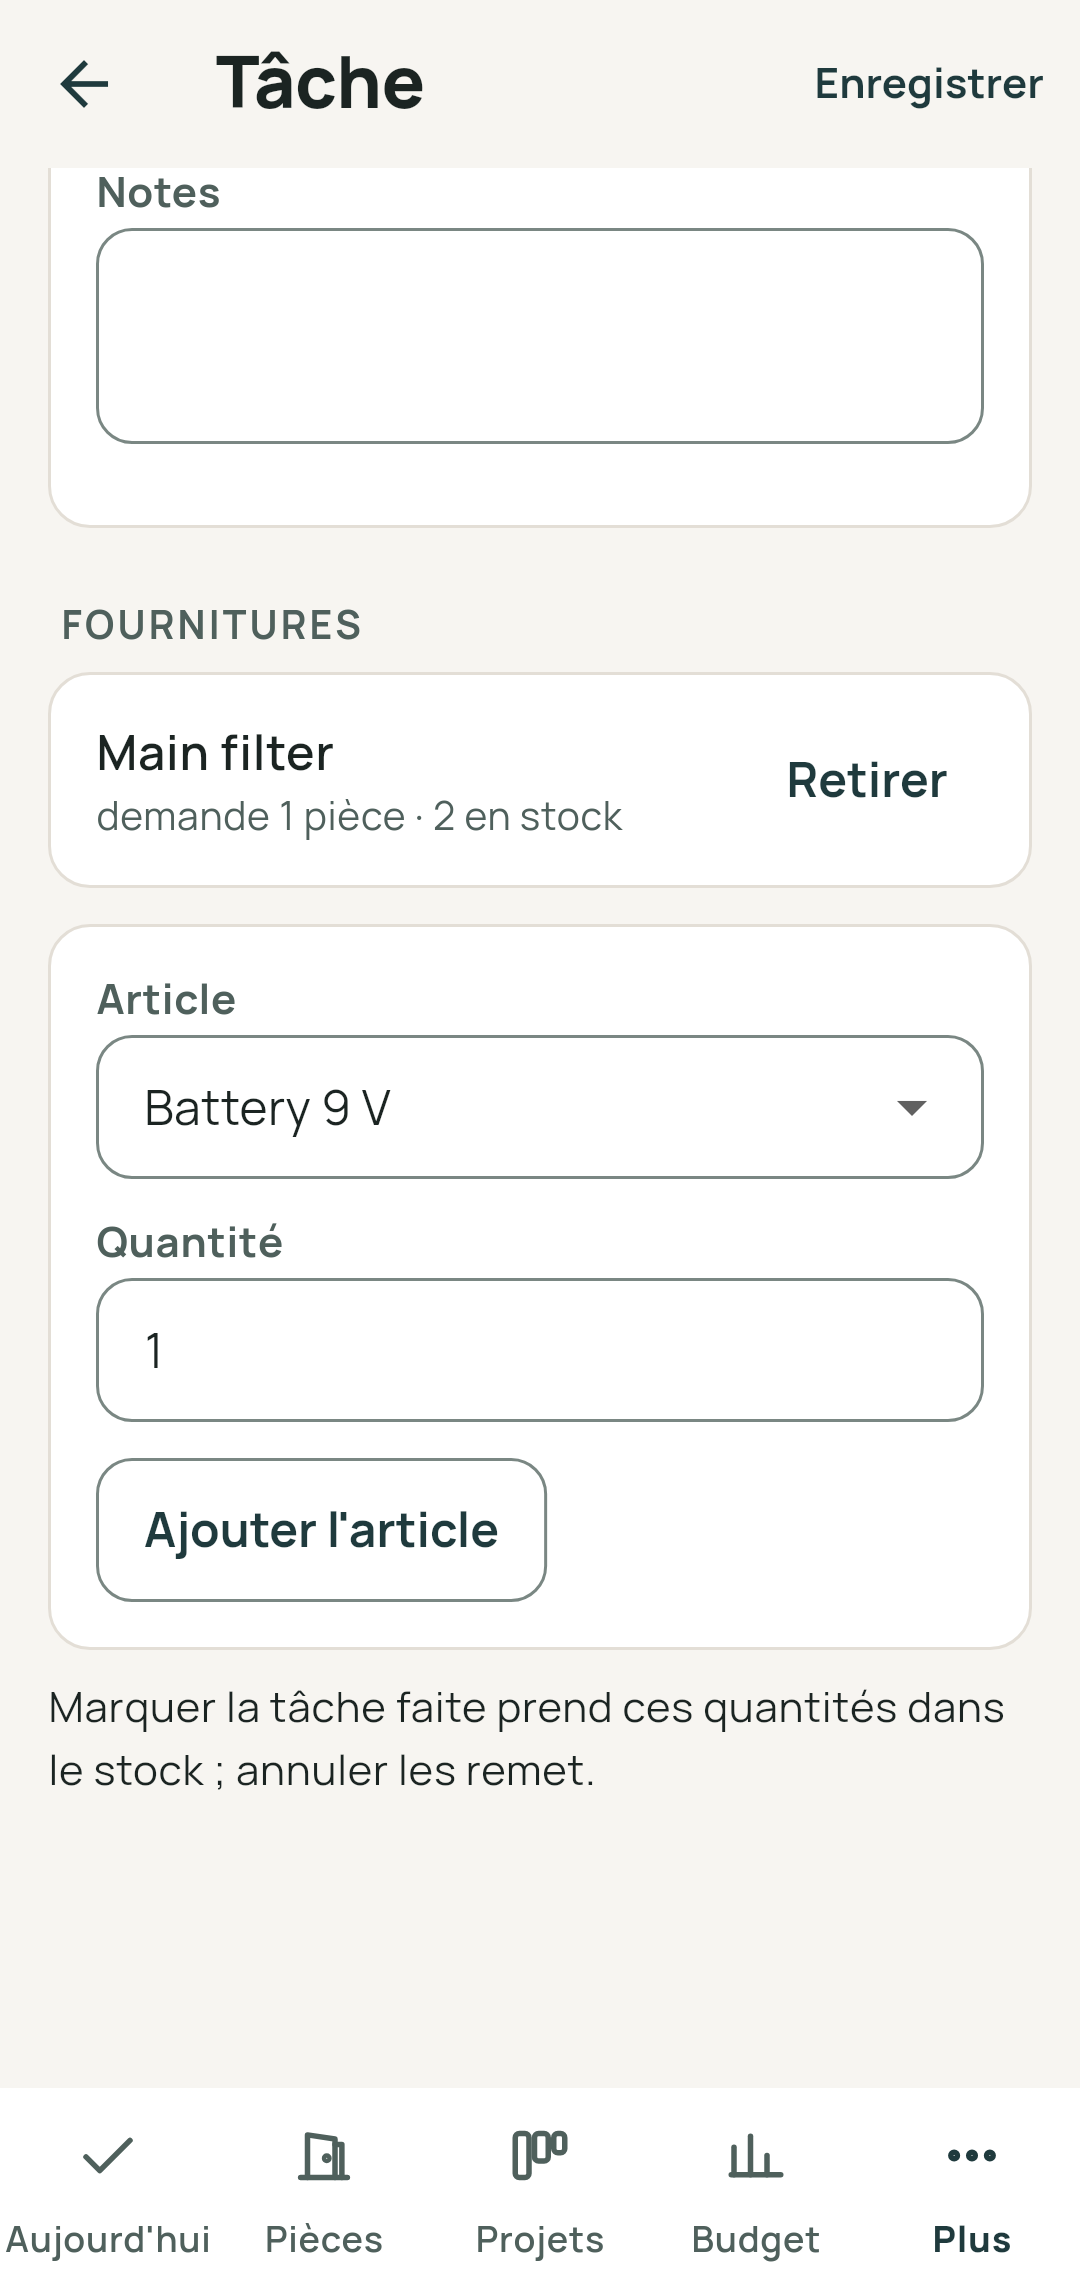 Tâche
Enregistrer
Notes
FOURNITURES
Main filter
demande 1 pièce · 2 en stock
Retirer
Article
Battery 9 V
Quantité
1
Ajouter l'article
Marquer la tâche faite prend ces quantités dans
le stock ; annuler les remet.
Aujourd'hui
Pièces
Projets
Budget
Plus